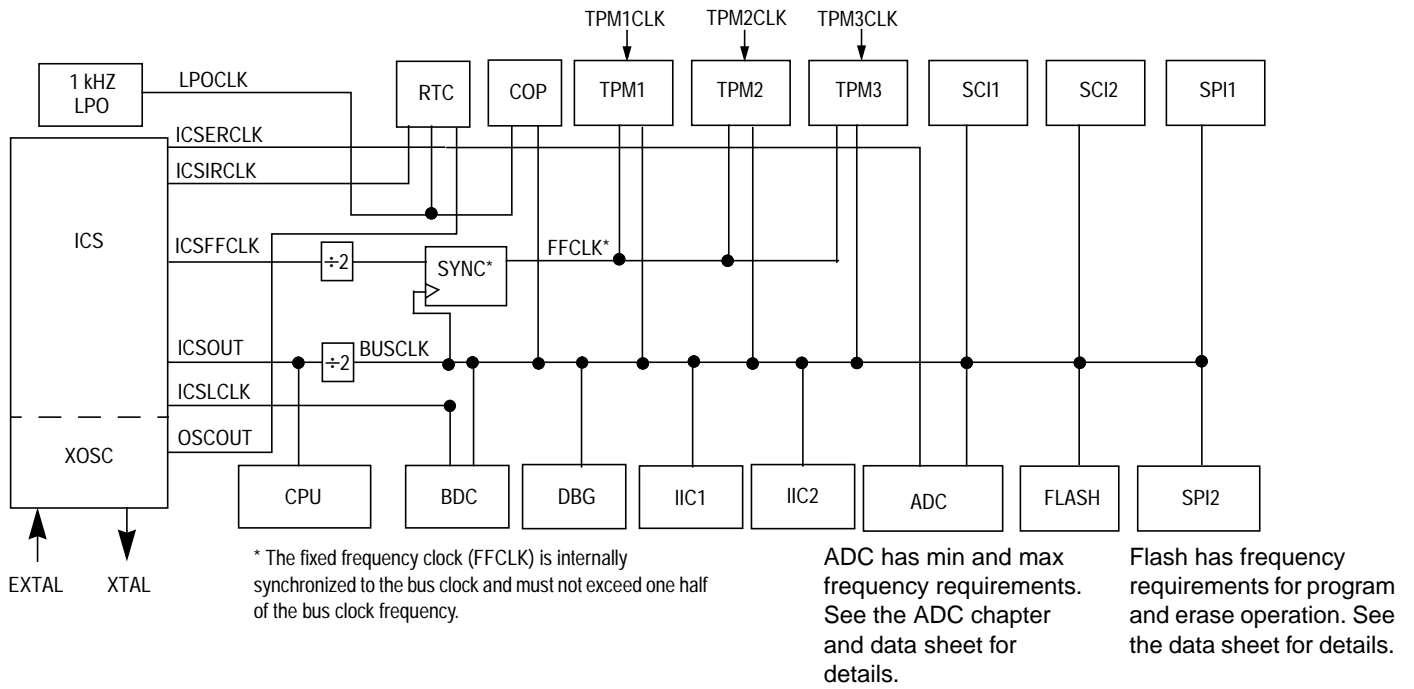 TPM1CLK
TPM2CLK
TPM3CLK
1 kHZ
LPO
LPOCLK
RTC
COP
TPM1
TPM2
TPM3
SCI1
SCI2
SPI1
ICSERCLK
ICSIRCLK
ICS
ICSFFCLK
÷2
SYNC*
FFCLK*
ICSOUT
÷2
BUSCLK
ICSLCLK
OSCOUT
XOSC
CPU
BDC
DBG
IIC1
IIC2
ADC
FLASH
SPI2
EXTAL
XTAL
* The fixed frequency clock (FFCLK) is internally
synchronized to the bus clock and must not exceed one half
of the bus clock frequency.
ADC has min and max
frequency requirements.
See the ADC chapter
and data sheet for
details.
Flash has frequency
requirements for program
and erase operation. See
the data sheet for details.